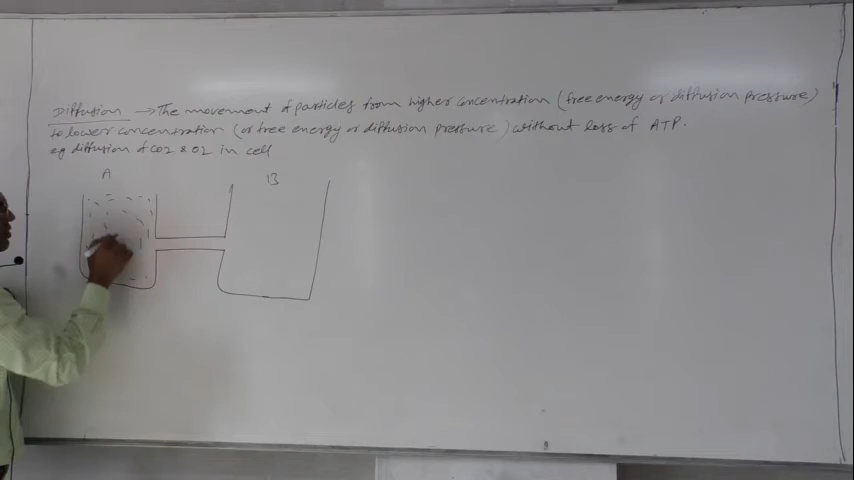 Diffusion → The movement of particles from higher concentration (free energy or diffusion pressure)
to lower concentration (or free energy or diffusion pressure) without loss of ATP.
eg diffusion of CO2 & O2 in cell
A B